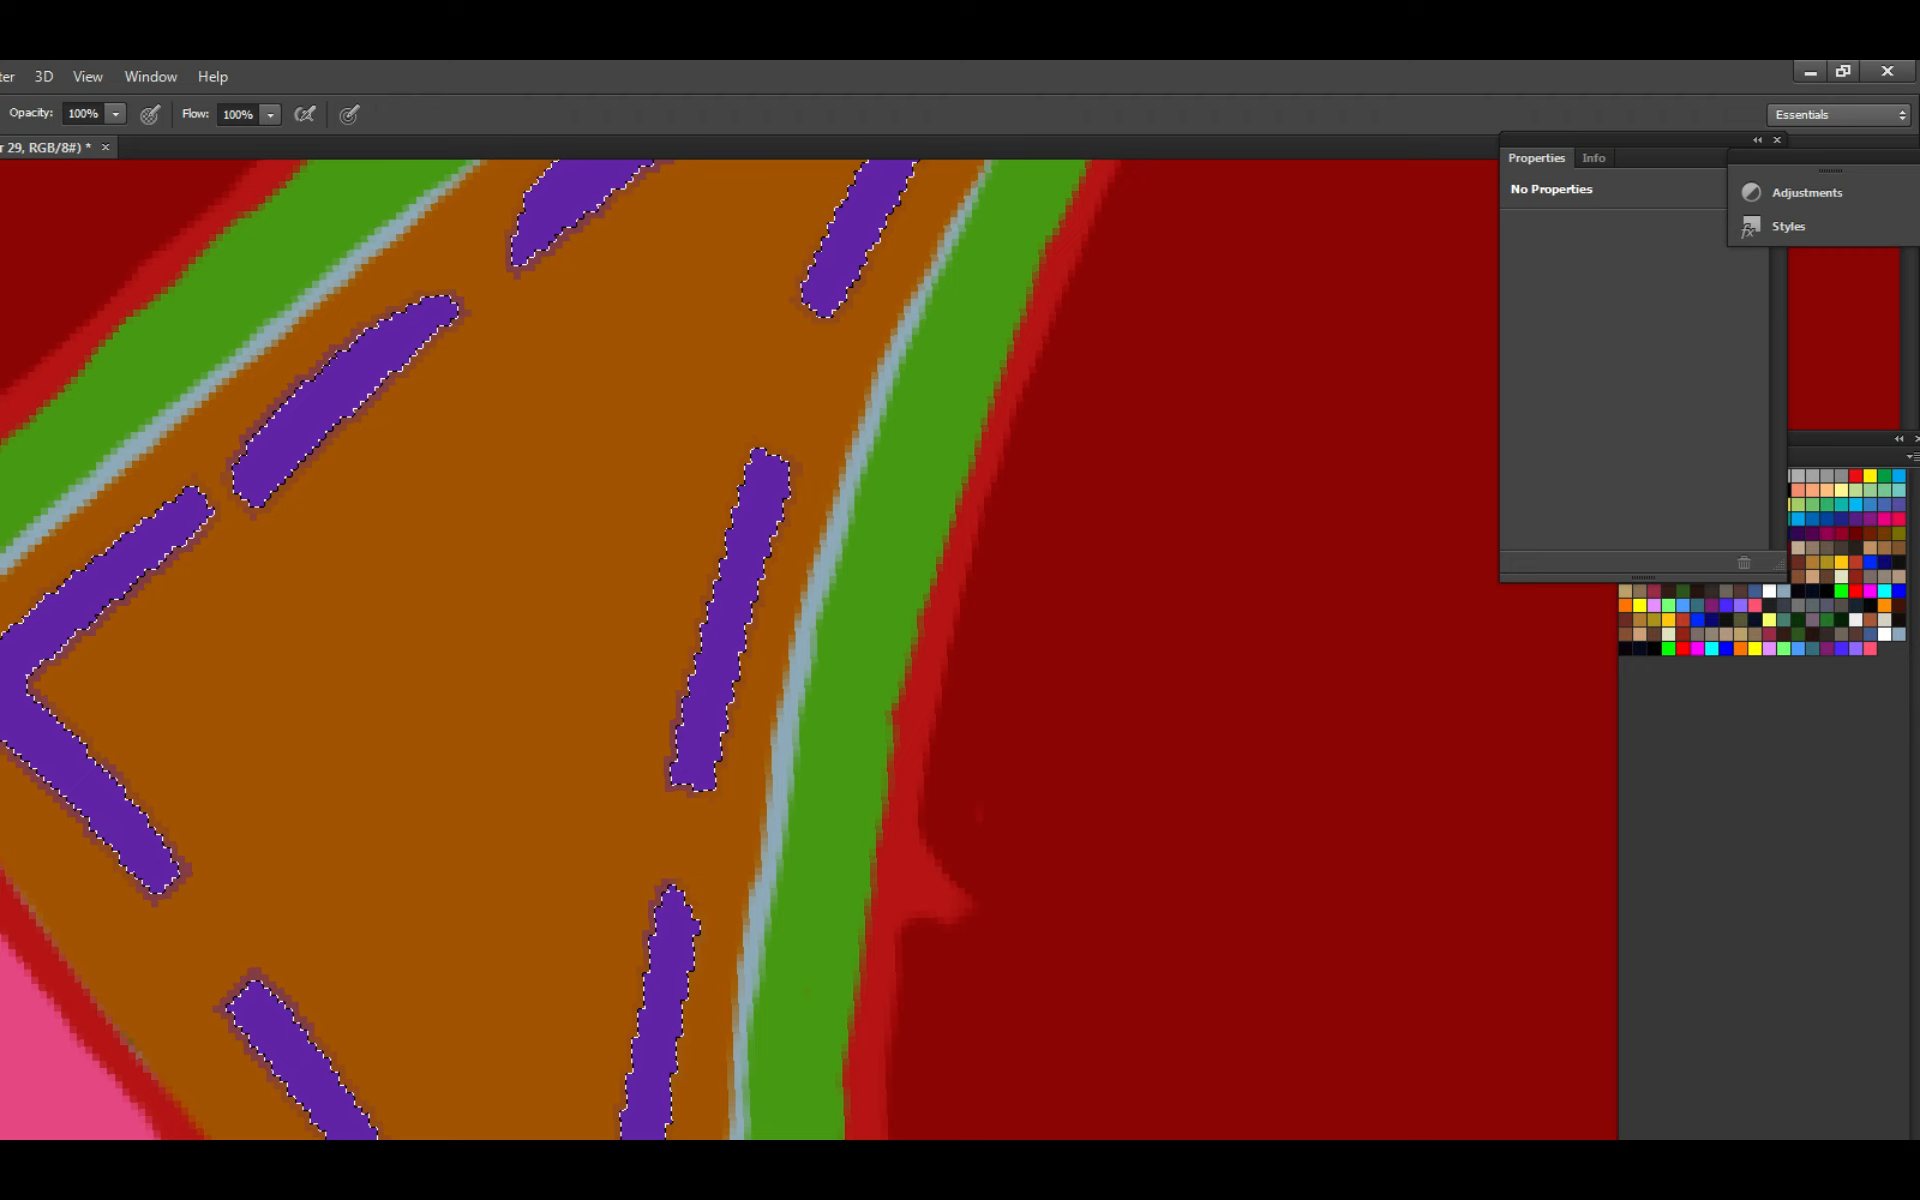 ter 3D View Window Help
Opacity: 100% Flow: 100% Essentials
r 29, RGB/8#) *
Properties Info
No Properties
Adjustments
Styles